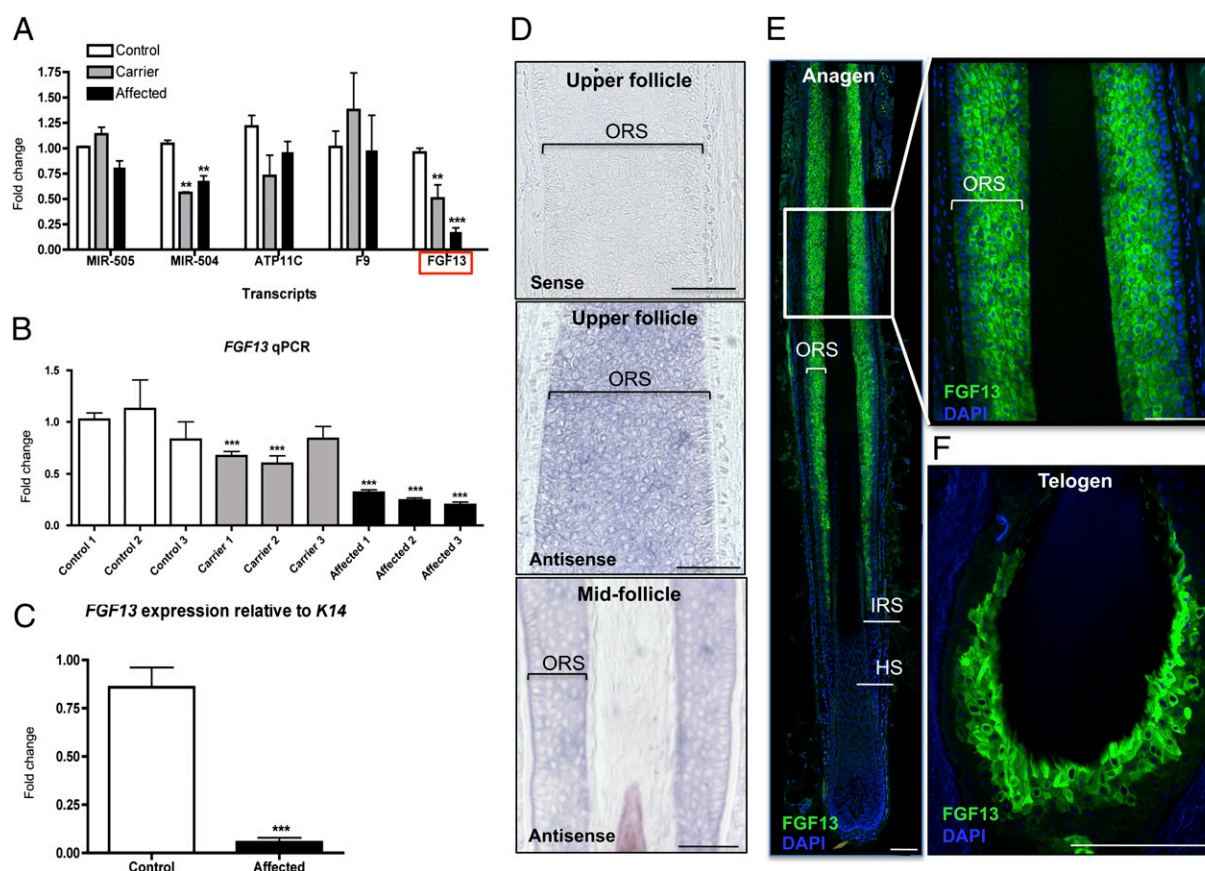 A
Control
Carrier
Affected
1.75
1.50
1.25
1.00
0.75
0.50
0.25
0.00
Fold change
** ** ** ***
MIR-505 MIR-504 ATP11C F9 FGF13
Transcripts
B
FGF13 qPCR
1.5
1.0
0.5
0.0
Fold change
*** *** *** *** ***
Control 1 Control 2 Control 3 Carrier 1 Carrier 2 Carrier 3 Affected 1 Affected 2 Affected 3
C
FGF13 expression relative to K14
1.00
0.75
0.50
0.25
0.00
Fold change
***
Control Affected
D
Upper follicle
ORS
Sense
Upper follicle
ORS
Antisense
Mid-follicle
ORS
Antisense
E
Anagen
ORS
IRS
HS
FGF13
DAPI
ORS
FGF13
DAPI
F
Telogen
FGF13
DAPI